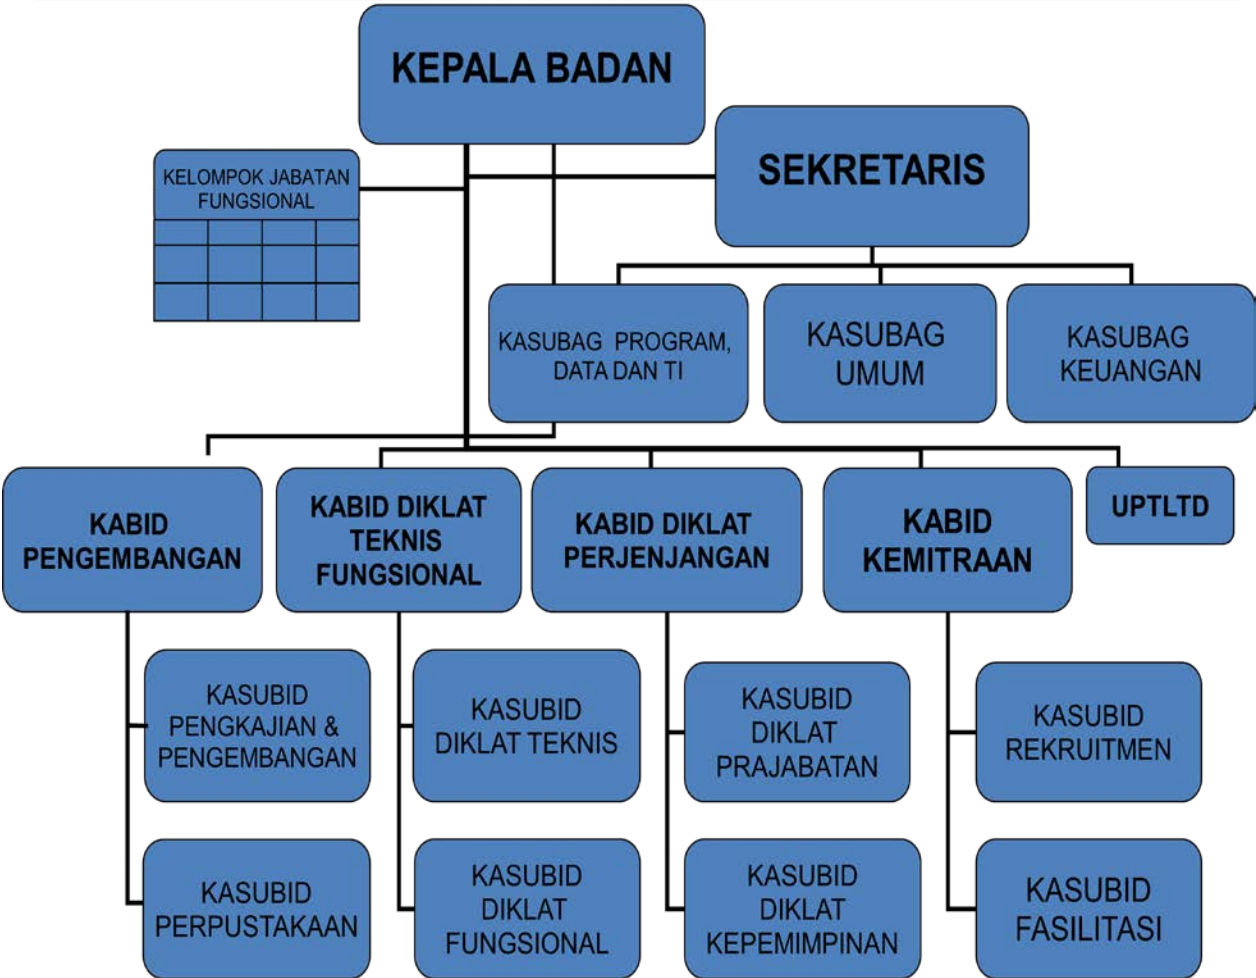 KEPALA BADAN
SEKRETARIS
KELOMPOK JABATAN
FUNGSIONAL
KASUBAG PROGRAM,
DATA DAN TI
KASUBAG
UMUM
KASUBAG
KEUANGAN
KABID
PENGEMBANGAN
KABID DIKLAT
TEKNIS
FUNGSIONAL
KABID DIKLAT
PERJENJANGAN
KABID
KEMITRAAN
UPTLTD
KASUBID
PENGKAJIAN &
PENGEMBANGAN
KASUBID
DIKLAT TEKNIS
KASUBID
DIKLAT
PRAJABATAN
KASUBID
REKRUITMEN
KASUBID
PERPUSTAKAAN
KASUBID
DIKLAT
FUNGSIONAL
KASUBID
DIKLAT
KEPEMIMPINAN
KASUBID
FASILITASI